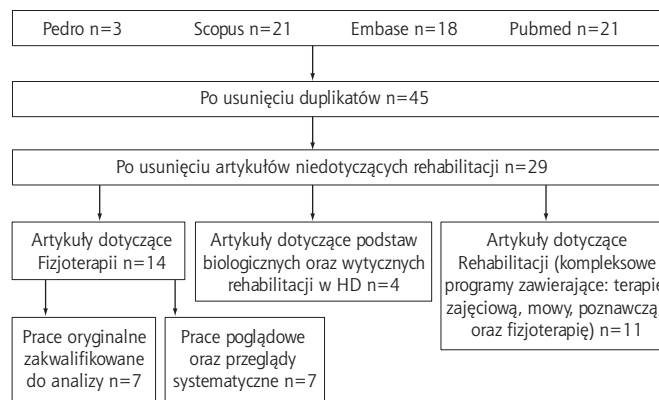 Pedro n=3 Scopus n=21 Embase n=18 Pubmed n=21
Po usunięciu duplikatów n=45
Po usunięciu artykułów niedotyczących rehabilitacji n=29
Artykuły dotyczące
Fizjoterapii n=14
Artykuły dotyczące podstaw
biologicznych oraz wytycznych
rehabilitacji w HD n=4
Artykuły dotyczące
Rehabilitacji (kompleksowe
programy zawierające: terapie
zajęciową, mowy, poznawczą,
oraz fizjoterapię) n=11
Prace oryginalne
zakwalifikowane
do analizy n=7
Prace poglądowe
oraz przeglądy
systematyczne n=7